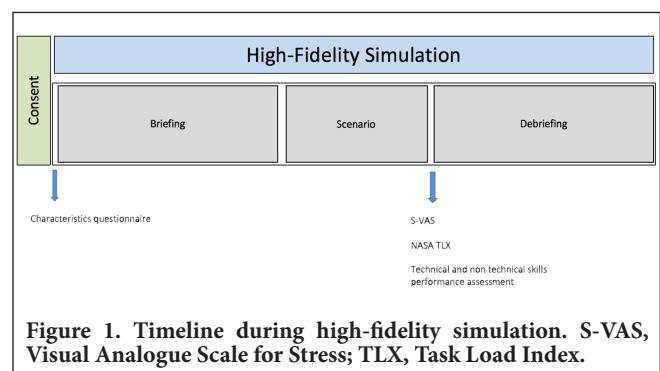 High-Fidelity Simulation
Consent
Briefing
Scenario
Debriefing
Characteristics questionnaire
S-VAS
NASA TLX
Technical and non technical skills
performance assessment
Figure 1. Timeline during high-fidelity simulation. S-VAS,
Visual Analogue Scale for Stress; TLX, Task Load Index.